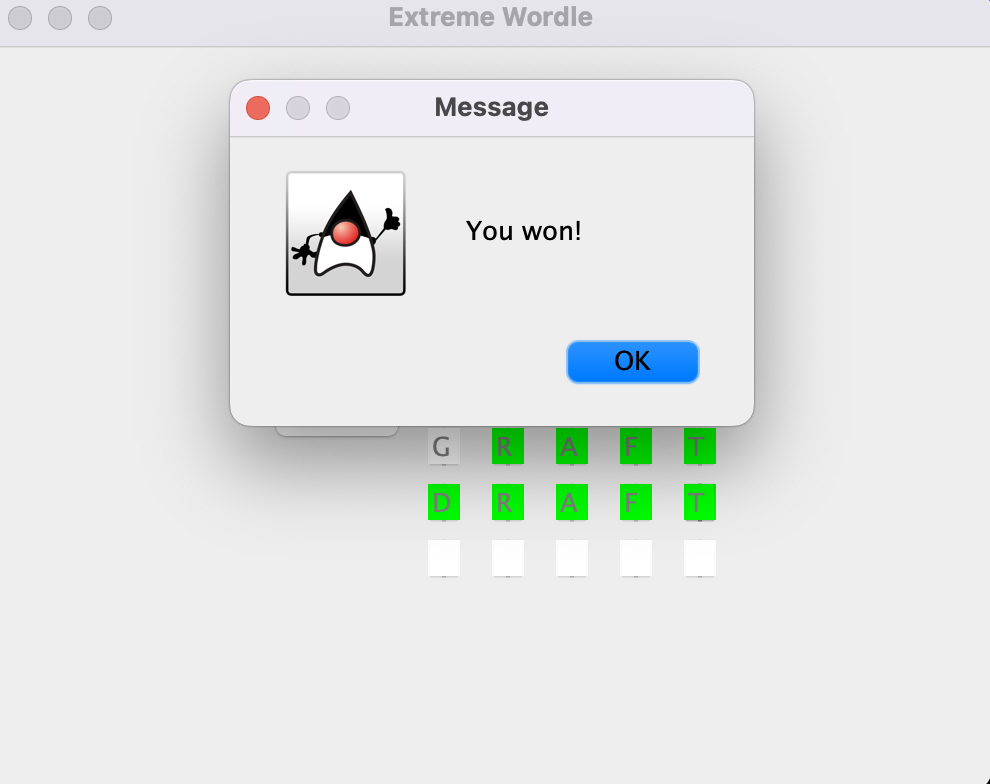 Extreme Wordle
Message
You won!
OK
G R A F T
D R A F T